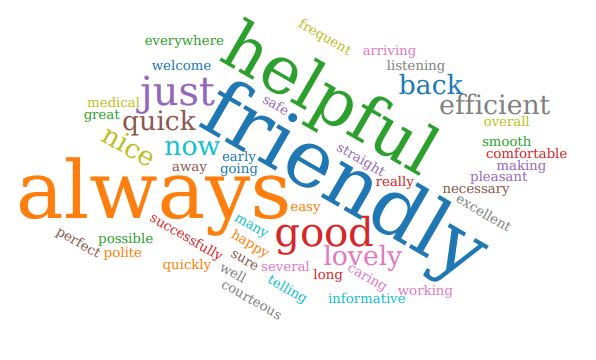 frequent
everywhere
helpful
arriving
welcome
listening
just
back
efficient
medical
great
safe
overall
quick
friendly
nice
now
smooth
straight
comfortable
early
away
going
making
pleasant
really
necessary
always
excellent
easy
many
good
successfully
perfect
possible
polite
happy
lovely
sure
quickly
well
several
long
caring
telling
courteous
working
informative